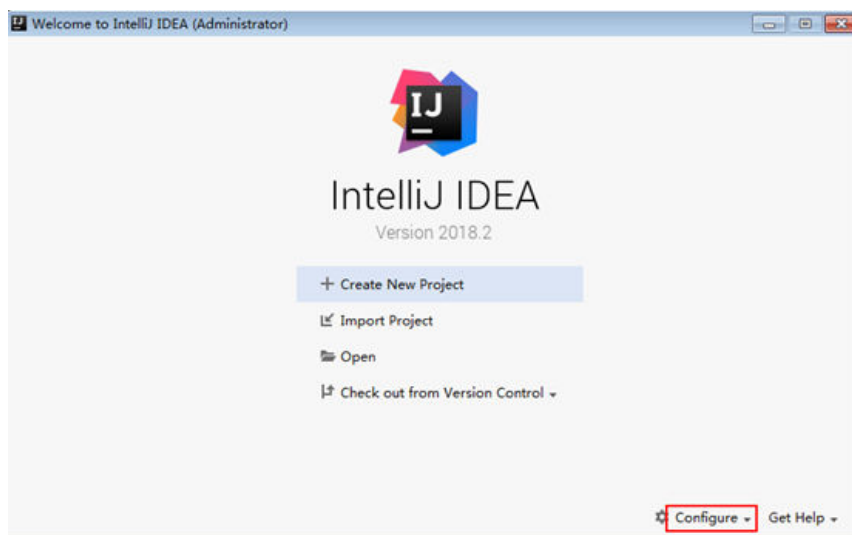 Welcome to IntelliJ IDEA (Administrator)
IJ
IntelliJ IDEA
Version 2018.2
Create New Project
Import Project
Open
Check out from Version Control
Configure Get Help